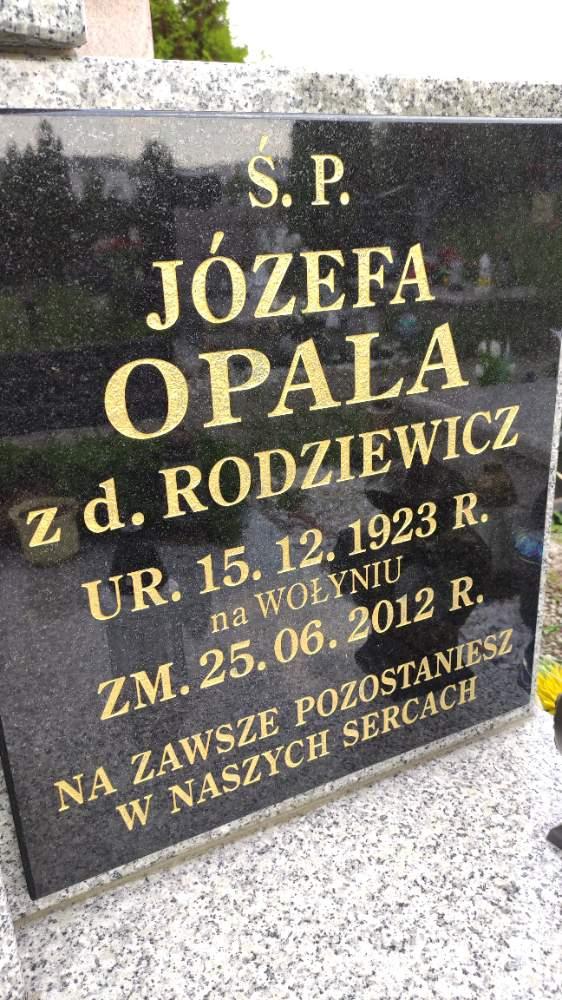 Ś. P.
JÓZEFA
OPALA
z d. RODZIEWICZ
UR. 15. 12. 1923 R.
na WOŁYNIU
ZM. 25. 06. 2012 R.
NA ZAWSZE POZOSTANIESZ
W NASZYCH SERCACH